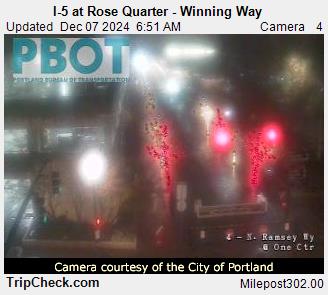 I-5 at Rose Quarter - Winning Way
Updated Dec 07 2024 6:51 AM Camera 4
PBOT
PORTLAND BUREAU OF TRANSPORTATION
4 - N. Ramsey Wy
@ One Ctr
Camera courtesy of the City of Portland
TripCheck.com Milepost302.00